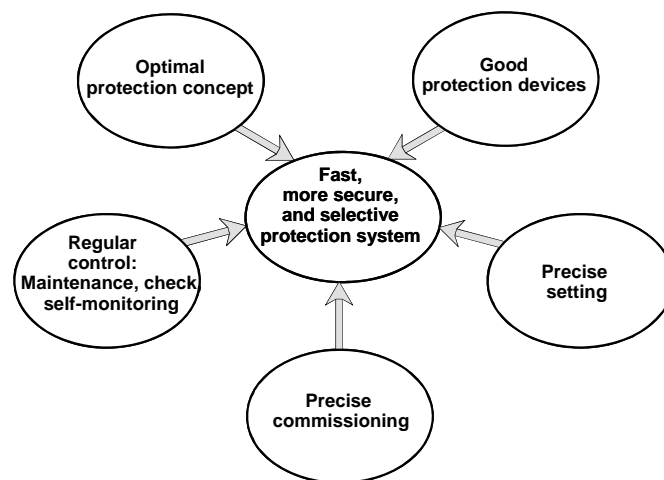 Optimal
protection concept
Good
protection devices
Fast,
more secure,
and selective
protection system
Regular
control:
Maintenance, check,
self-monitoring
Precise
setting
Precise
commissioning